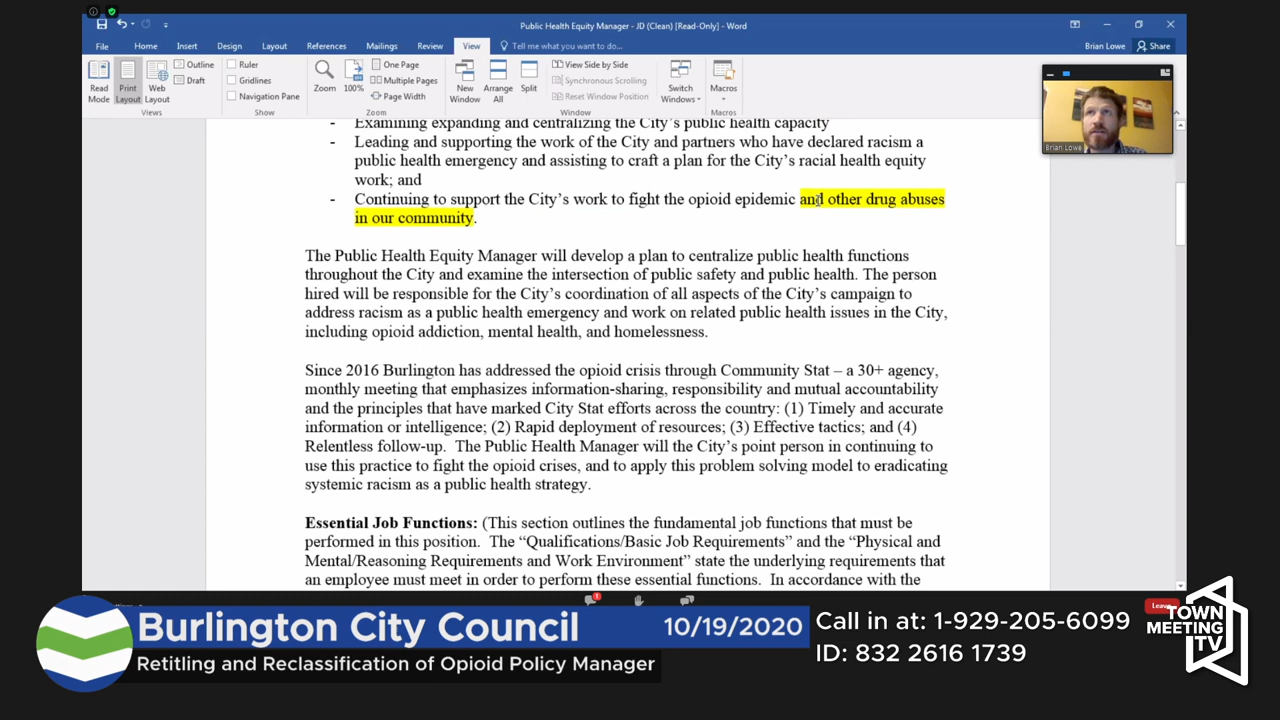 Public Health Equity Manager - JD (Clean) [Read-Only] - Word
File Home Insert Design Layout References Mailings Review View Tell me what you want to do... Brian Lowe Share
Read Mode
Print Layout
Web Layout
Outline
Draft
Views
Ruler
Gridlines
Navigation Pane
Show
Zoom
100%
One Page
Multiple Pages
Page Width
Zoom
New Window
Arrange All
Split
View Side by Side
Synchronous Scrolling
Reset Window Position
Window
Switch Windows
Macros
Macros
Brian Lowe
- Examining expanding and centralizing the City's public health capacity
- Leading and supporting the work of the City and partners who have declared racism a
public health emergency and assisting to craft a plan for the City's racial health equity
work; and
- Continuing to support the City's work to fight the opioid epidemic and other drug abuses
in our community.
The Public Health Equity Manager will develop a plan to centralize public health functions
throughout the City and examine the intersection of public safety and public health. The person
hired will be responsible for the City's coordination of all aspects of the City's campaign to
address racism as a public health emergency and work on related public health issues in the City,
including opioid addiction, mental health, and homelessness.
Since 2016 Burlington has addressed the opioid crisis through Community Stat – a 30+ agency,
monthly meeting that emphasizes information-sharing, responsibility and mutual accountability
and the principles that have marked City Stat efforts across the country: (1) Timely and accurate
information or intelligence; (2) Rapid deployment of resources; (3) Effective tactics; and (4)
Relentless follow-up. The Public Health Manager will the City's point person in continuing to
use this practice to fight the opioid crises, and to apply this problem solving model to eradicating
systemic racism as a public health strategy.
Essential Job Functions: (This section outlines the fundamental job functions that must be
performed in this position. The “Qualifications/Basic Job Requirements” and the “Physical and
Mental/Reasoning Requirements and Work Environment” state the underlying requirements that
an employee must meet in order to perform these essential functions. In accordance with the
1
Leave
Burlington City Council 10/19/2020
Retitling and Reclassification of Opioid Policy Manager
Call in at: 1-929-205-6099
ID: 832 2616 1739
TOWN
MEETING
TV